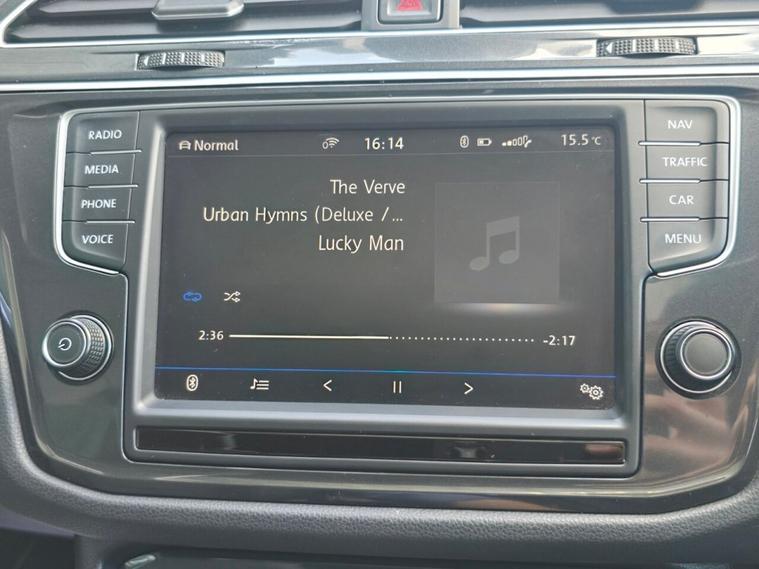 RADIO
MEDIA
PHONE
VOICE
Normal
16:14
15.5°C
The Verve
Urban Hymns (Deluxe /...
Lucky Man
2:36
-2:17
NAV
TRAFFIC
CAR
MENU